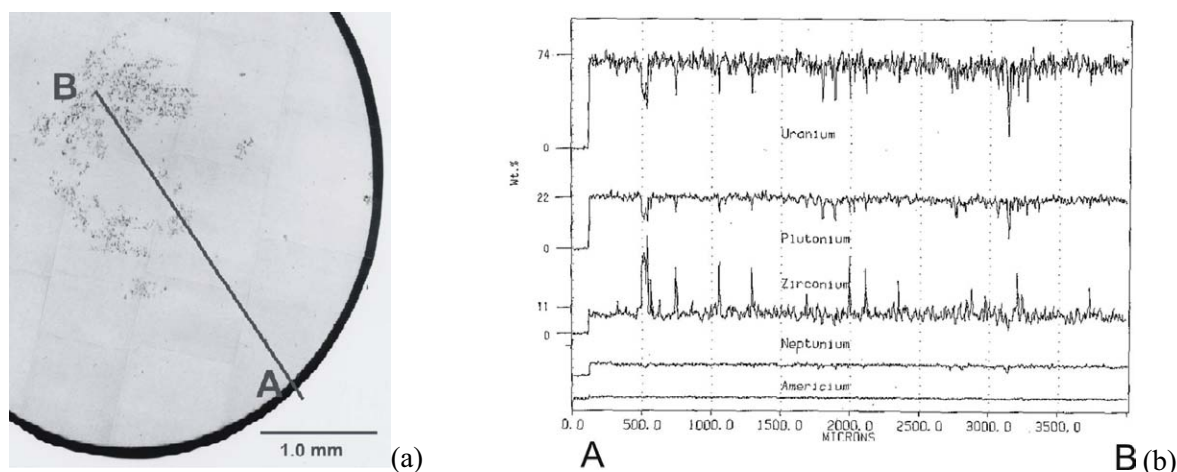 B
A
1.0 mm
(a)
74
Uranium
0
Wt.%
22
Plutonium
0
Zirconium
11
0
Neptunium
Americium
0.0 500.0 1000.0 1500.0 2000.0 2500.0 3000.0 3500.0
MICRONS
A
B
(b)